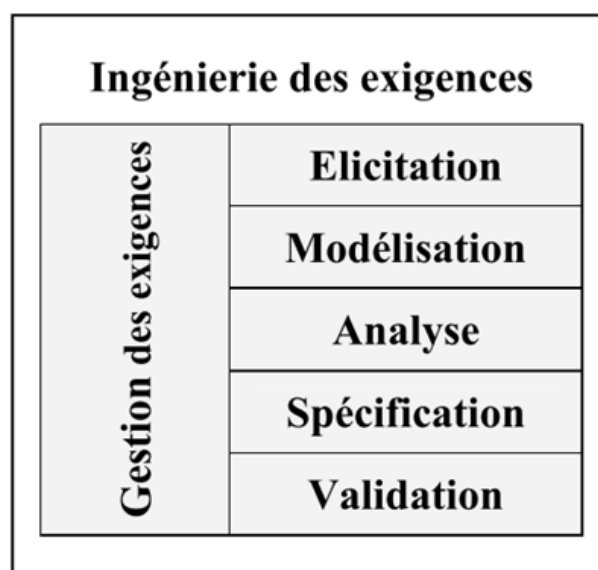 Ingénierie des exigences
Gestion des exigences
Elicitation
Modélisation
Analyse
Spécification
Validation